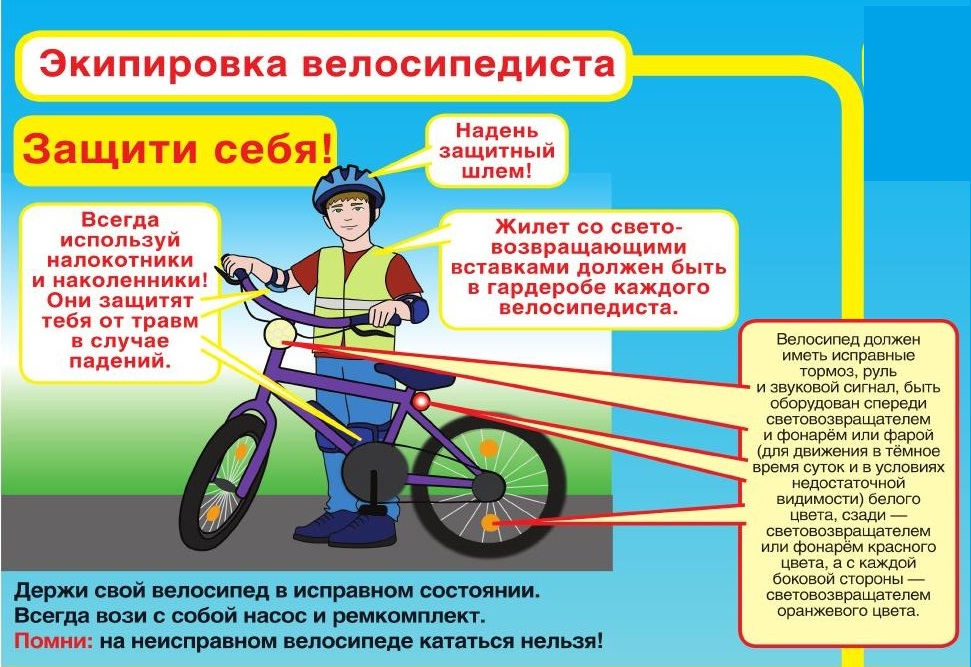 Экипировка велосипедиста
Защити себя!
Надень
защитный
шлем!
Всегда
используй
налокотники
и наколенники!
Они защитят
тебя от травм
в случае
падений.
Жилет со свето-
возвращающими
вставками должен быть
в гардеробе каждого
велосипедиста.
Велосипед должен
иметь исправные
тормоз, руль
и звуковой сигнал, быть
оборудован спереди
световозвращателем
и фонарём или фарой
(для движения в тёмное
время суток и в условиях
недостаточной
видимости) белого
цвета, сзади —
световозвращателем
или фонарём красного
цвета, а с каждой
боковой стороны —
световозвращателем
оранжевого цвета.
Держи свой велосипед в исправном состоянии.
Всегда вози с собой насос и ремкомплект.
Помни: на неисправном велосипеде кататься нельзя!